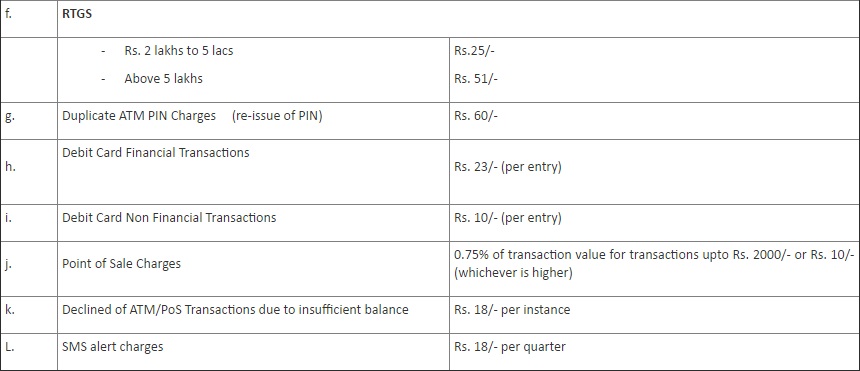 f. RTGS
- Rs. 2 lakhs to 5 lacs Rs.25/-
- Above 5 lakhs Rs. 51/-
g. Duplicate ATM PIN Charges (re-issue of PIN) Rs. 60/-
h. Debit Card Financial Transactions Rs. 23/- (per entry)
i. Debit Card Non Financial Transactions Rs. 10/- (per entry)
j. Point of Sale Charges 0.75% of transaction value for transactions upto Rs. 2000/- or Rs. 10/-
(whichever is higher)
k. Declined of ATM/PoS Transactions due to insufficient balance Rs. 18/- per instance
L. SMS alert charges Rs. 18/- per quarter